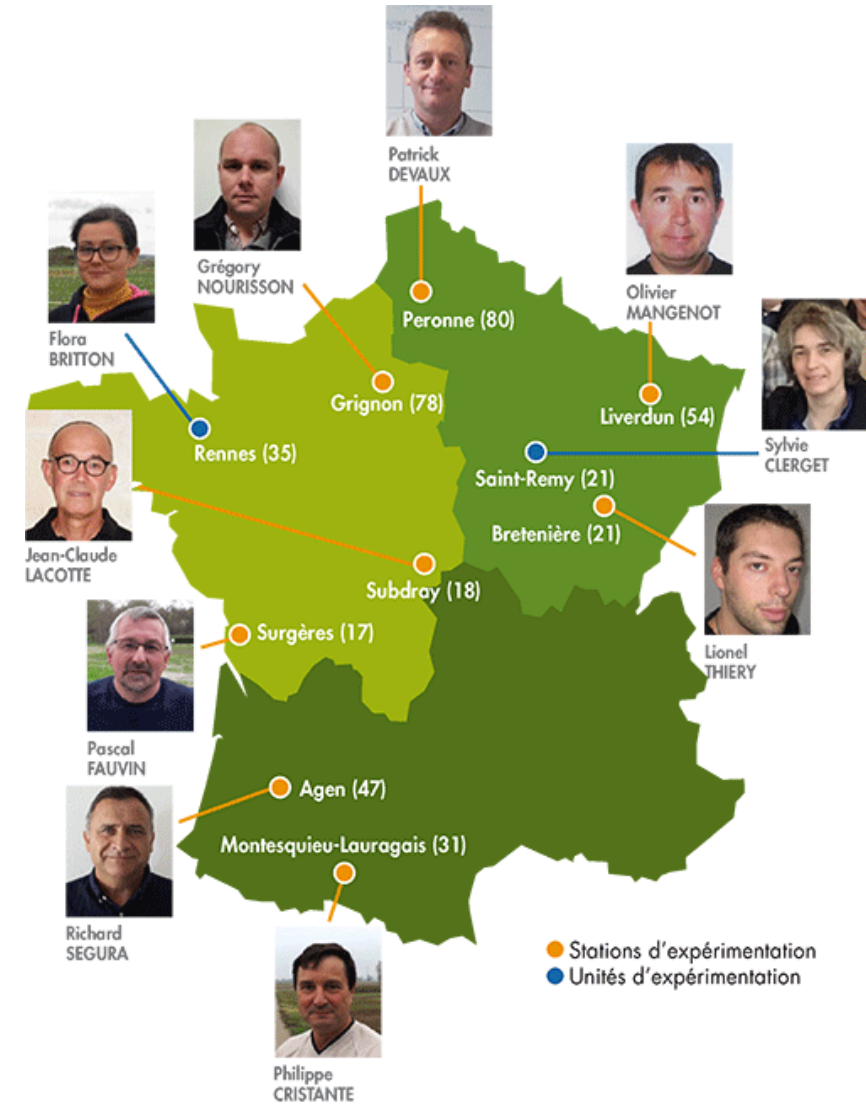 Patrick
DEVAUX
Grégory
NOURISSON
Olivier
MANGENOT
Flora
BRITTON
Peronne (80)
Grignon (78)
Liverdun (54)
Rennes (35)
Sylvie
CLERGET
Saint-Remy (21)
Bretenière (21)
Jean-Claude
LACOTTE
Subdray (18)
Surgères (17)
Lionel
THIERY
Pascal
FAUVIN
Agen (47)
Montesquieu-Lauragais (31)
Richard
SEGURA
Stations d'expérimentation
Unités d'expérimentation
Philippe
CRISTANTE